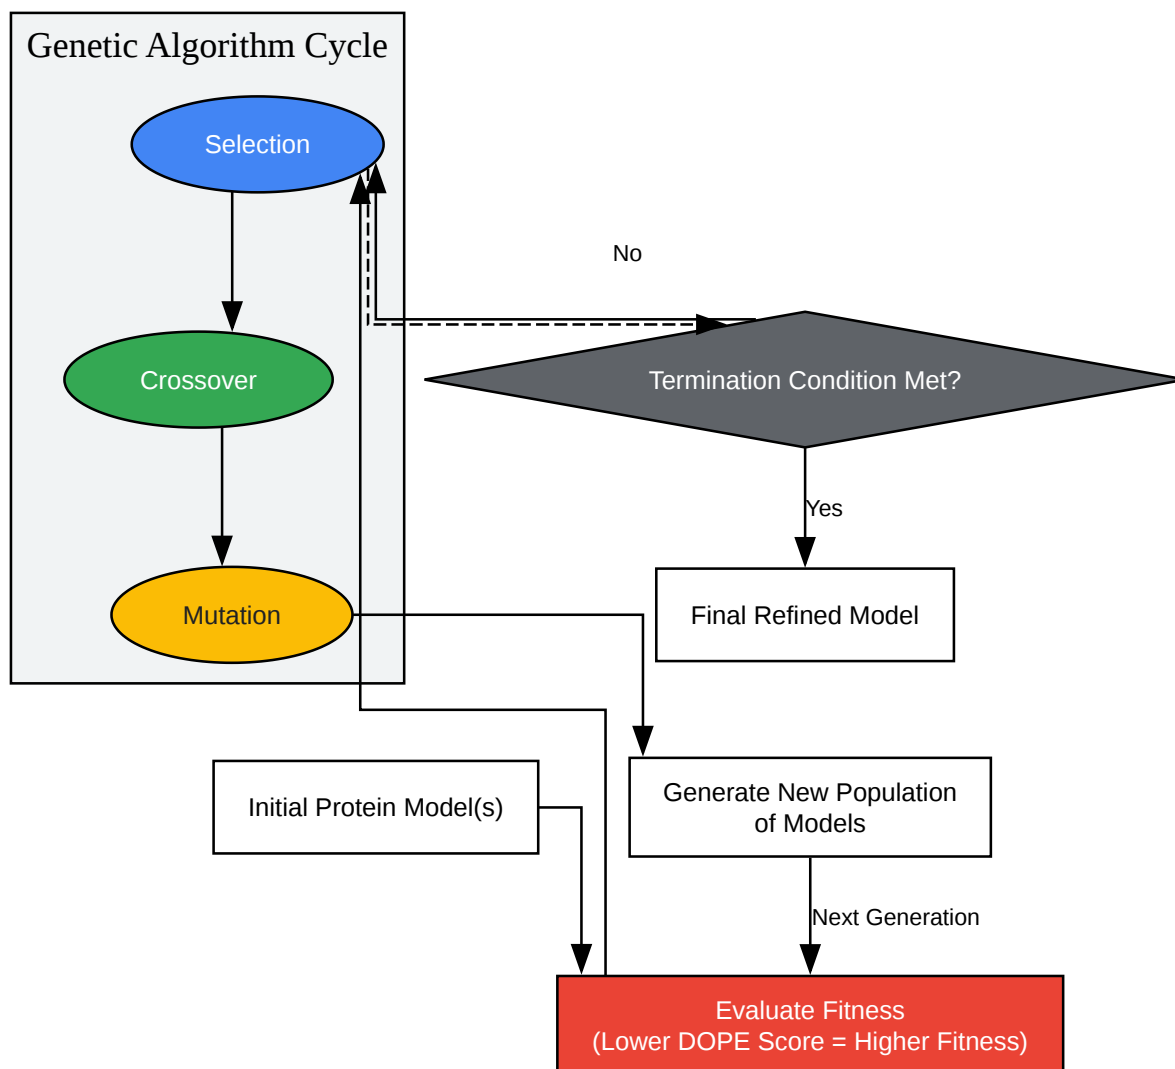 Genetic Algorithm Cycle
Selection
No
Crossover
Termination Condition Met?
Yes
Mutation
Final Refined Model
Initial Protein Model(s)
Generate New Population
of Models
Next Generation
Evaluate Fitness
(Lower DOPE Score = Higher Fitness)